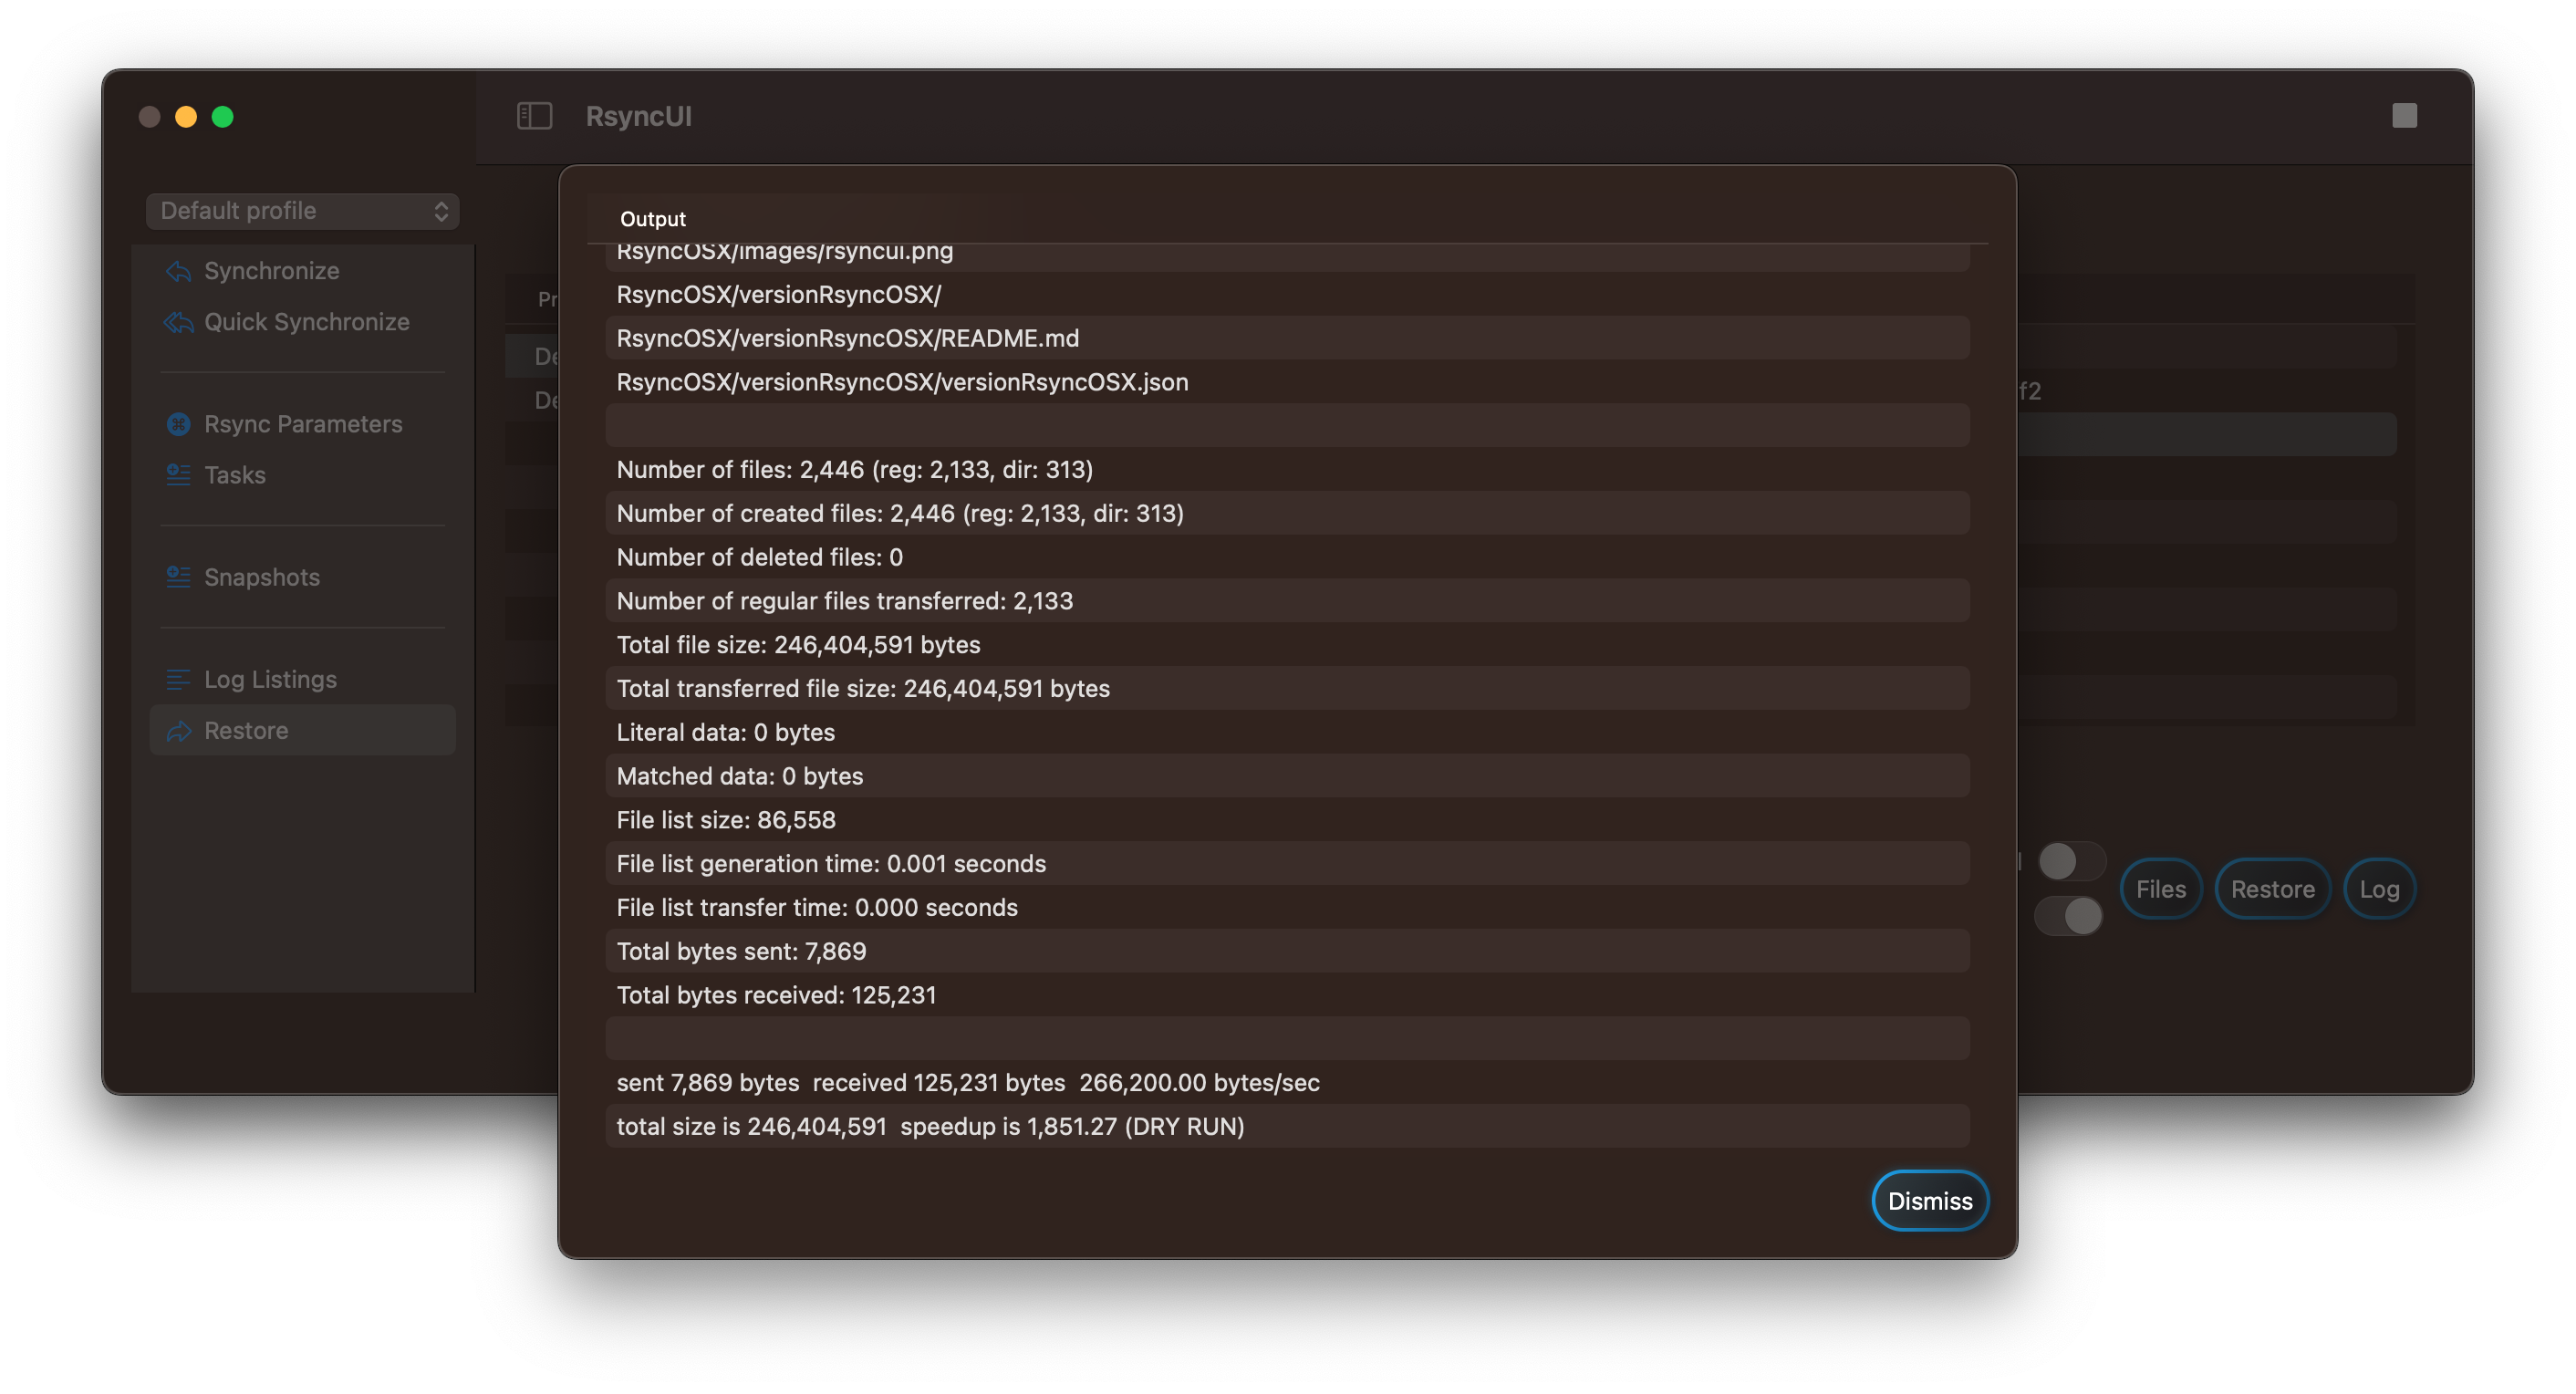 RsyncUI
Default profile
Synchronize
Quick Synchronize
Rsync Parameters
Tasks
Snapshots
Log Listings
Restore
Output
RsyncOSX/images/rsyncui.png
RsyncOSX/versionRsyncOSX/
RsyncOSX/versionRsyncOSX/README.md
RsyncOSX/versionRsyncOSX/versionRsyncOSX.json
Number of files: 2,446 (reg: 2,133, dir: 313)
Number of created files: 2,446 (reg: 2,133, dir: 313)
Number of deleted files: 0
Number of regular files transferred: 2,133
Total file size: 246,404,591 bytes
Total transferred file size: 246,404,591 bytes
Literal data: 0 bytes
Matched data: 0 bytes
File list size: 86,558
File list generation time: 0.001 seconds
File list transfer time: 0.000 seconds
Total bytes sent: 7,869
Total bytes received: 125,231
sent 7,869 bytes  received 125,231 bytes  266,200.00 bytes/sec
total size is 246,404,591  speedup is 1,851.27 (DRY RUN)
Dismiss
Pr
De
De
f2
Files
Restore
Log